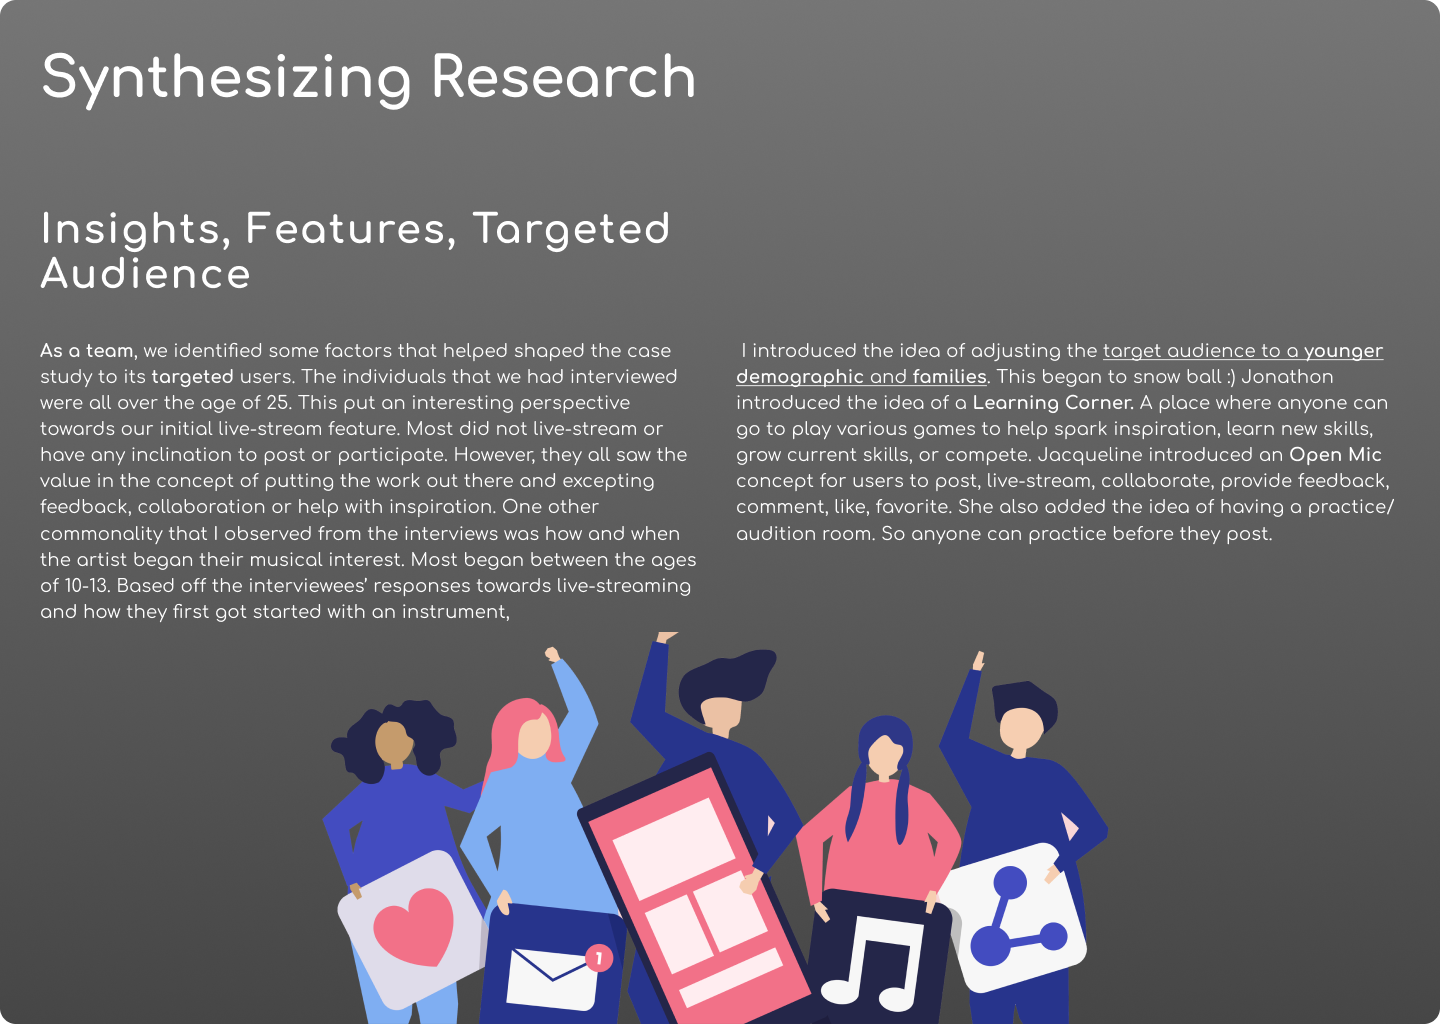 Synthesizing Research
Insights, Features, Targeted
Audience
As a team, we identified some factors that helped shaped the case
study to its targeted users. The individuals that we had interviewed
were all over the age of 25. This put an interesting perspective
towards our initial live-stream feature. Most did not live-stream or
have any inclination to post or participate. However, they all saw the
value in the concept of putting the work out there and excepting
feedback, collaboration or help with inspiration. One other
commonality that I observed from the interviews was how and when
the artist began their musical interest. Most began between the ages
of 10-13. Based off the interviewees’ responses towards live-streaming
and how they first got started with an instrument,
I introduced the idea of adjusting the target audience to a younger
demographic and families. This began to snow ball :) Jonathon
introduced the idea of a Learning Corner. A place where anyone can
go to play various games to help spark inspiration, learn new skills,
grow current skills, or compete. Jacqueline introduced an Open Mic
concept for users to post, live-stream, collaborate, provide feedback,
comment, like, favorite. She also added the idea of having a practice/
audition room. So anyone can practice before they post.
1